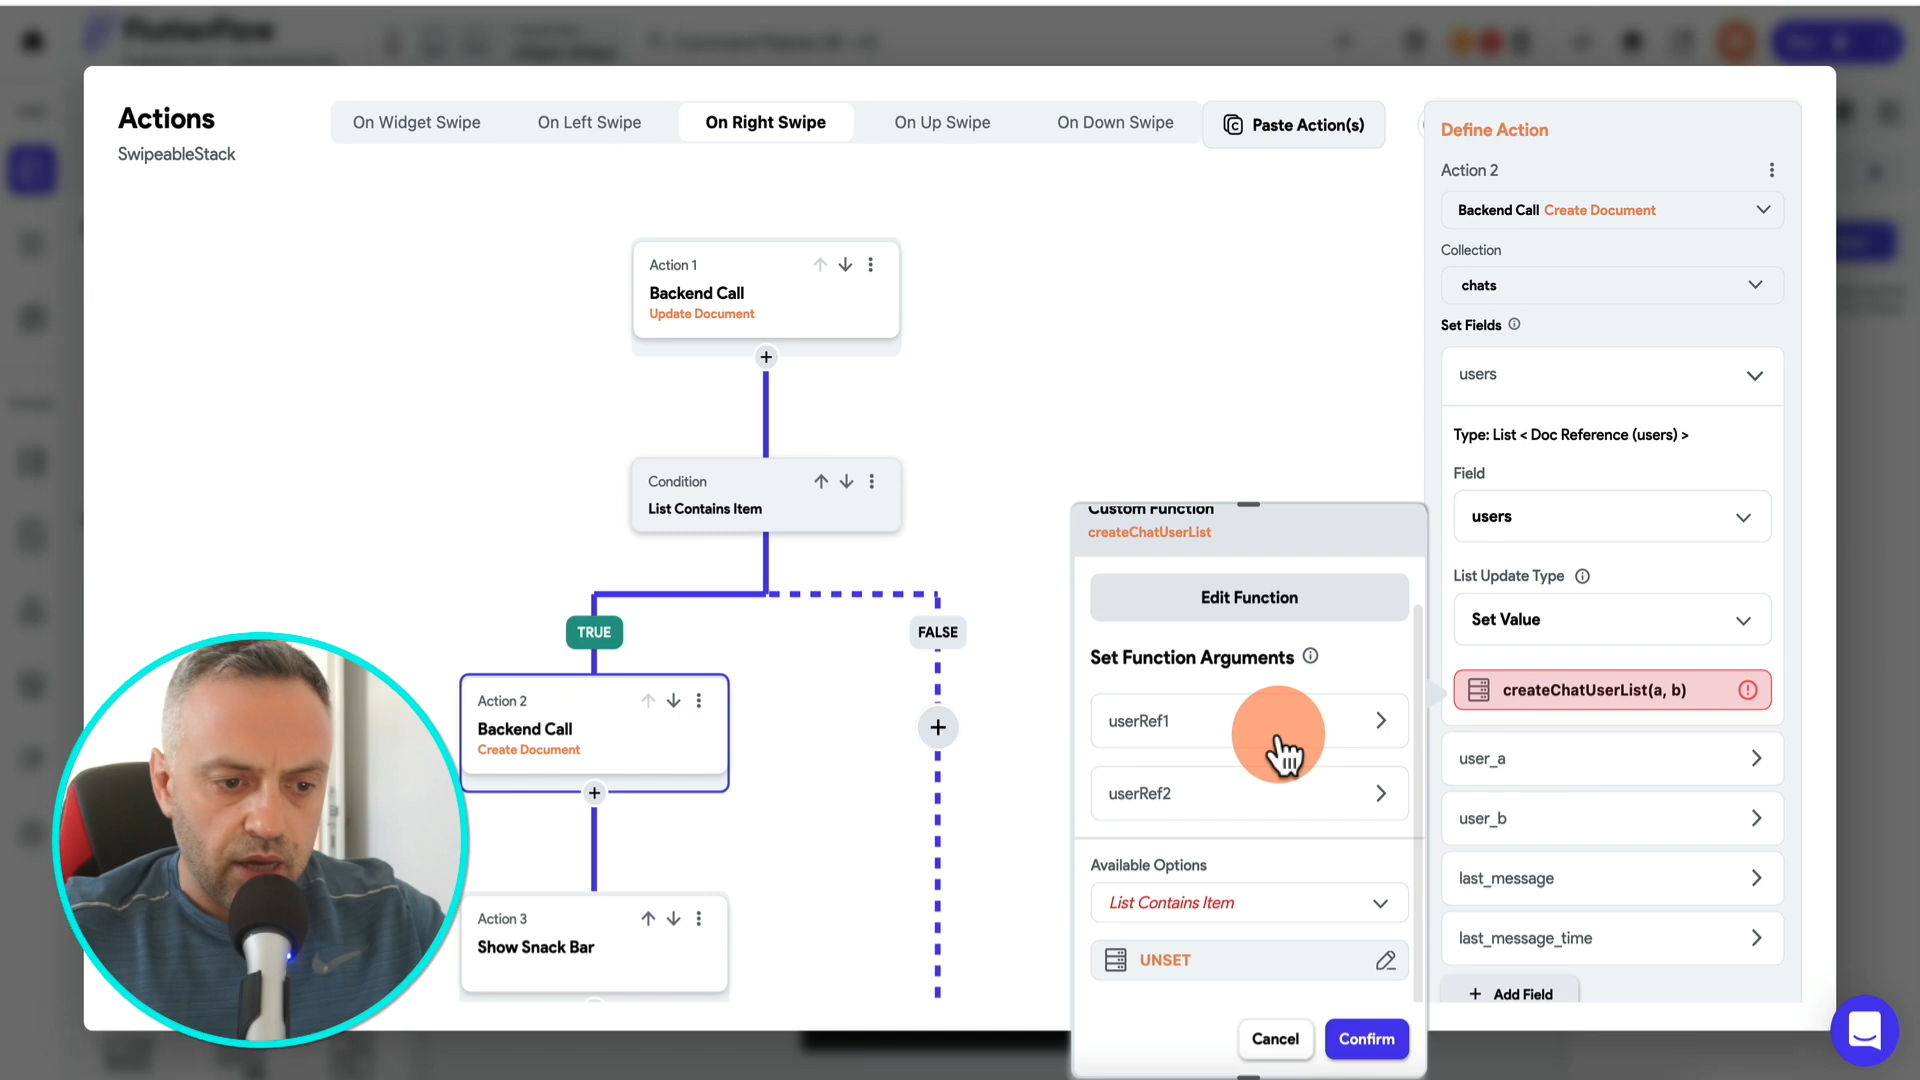 FlutterFlow
Actions
SwipeableStack
On Widget Swipe
On Left Swipe
On Right Swipe
On Up Swipe
On Down Swipe
Paste Action(s)
Action 1
Backend Call
Update Document
Condition
List Contains Item
TRUE
FALSE
Action 2
Backend Call
Create Document
Action 3
Show Snack Bar
Custom Function
createChatUserList
Edit Function
Set Function Arguments
userRef1
userRef2
Available Options
List Contains Item
UNSET
Cancel
Confirm
Define Action
Action 2
Backend Call Create Document
Collection
chats
Set Fields
users
Type: List < Doc Reference (users) >
Field
users
List Update Type
Set Value
createChatUserList(a, b)
user_a
user_b
last_message
last_message_time
+ Add Field